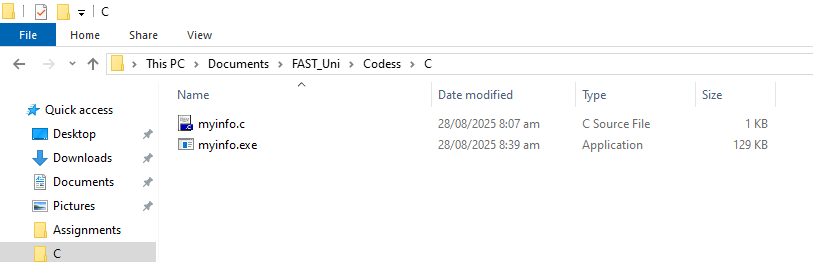 C
File Home Share View
This PC Documents FAST_Uni Codess C
Name Date modified Type Size
Quick access
myinfo.c 28/08/2025 8:07 am C Source File 1 KB
Desktop
myinfo.exe 28/08/2025 8:39 am Application 129 KB
Downloads
Documents
Pictures
Assignments
C